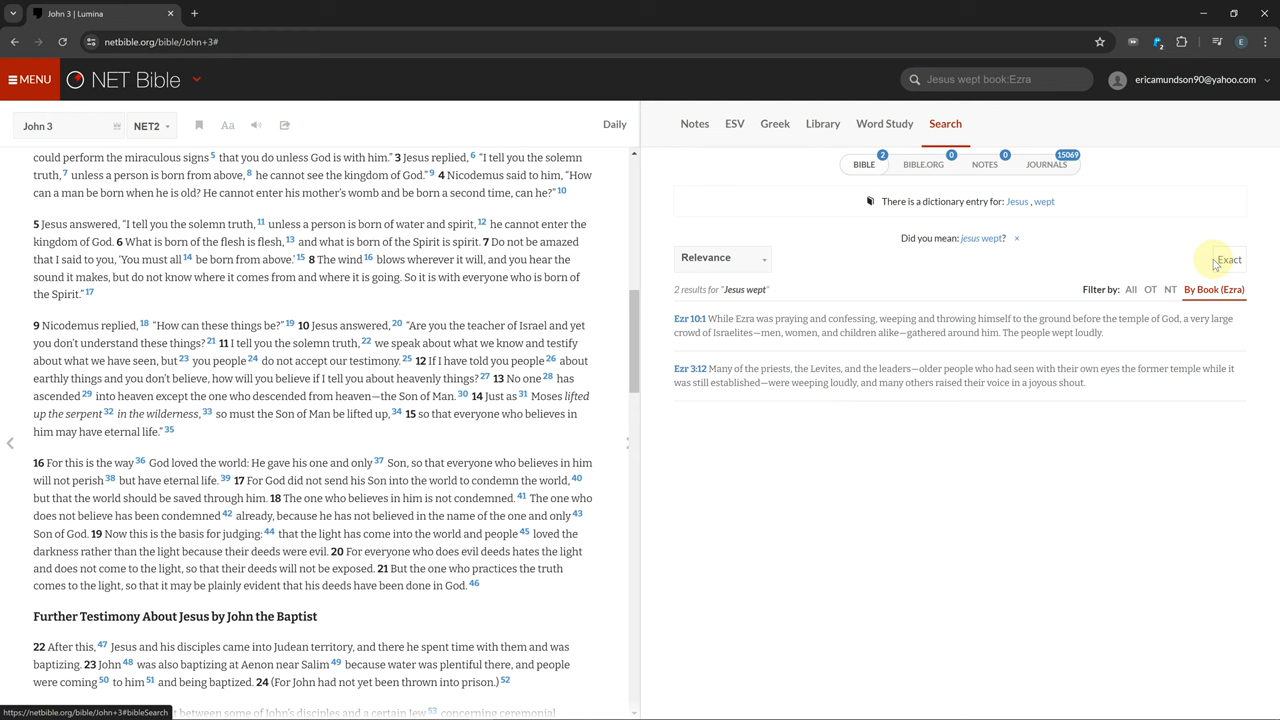 John 3 | Lumina
netbible.org/bible/John+3#
MENU NET Bible
Jesus wept book:Ezra
E
ericamundson90@yahoo.com
John 3 NET2 Aa Daily
could perform the miraculous signs 5 that you do unless God is with him.” 3 Jesus replied, 6 “I tell you the solemn
truth, 7 unless a person is born from above, 8 he cannot see the kingdom of God.” 9 4 Nicodemus said to him, “How
can a man be born when he is old? He cannot enter his mother’s womb and be born a second time, can he?” 10
5 Jesus answered, “I tell you the solemn truth, 11 unless a person is born of water and spirit, 12 he cannot enter the
kingdom of God. 6 What is born of the flesh is flesh, 13 and what is born of the Spirit is spirit. 7 Do not be amazed
that I said to you, ‘You must all 14 be born from above.’ 15 8 The wind 16 blows wherever it will, and you hear the
sound it makes, but do not know where it comes from and where it is going. So it is with everyone who is born of
the Spirit.” 17
9 Nicodemus replied, 18 “How can these things be?” 19 10 Jesus answered, 20 “Are you the teacher of Israel and yet
you don’t understand these things? 21 11 I tell you the solemn truth, 22 we speak about what we know and testify
about what we have seen, but 23 you people 24 do not accept our testimony. 25 12 If I have told you people 26 about
earthly things and you don’t believe, how will you believe if I tell you about heavenly things? 27 13 No one 28 has
ascended 29 into heaven except the one who descended from heaven—the Son of Man. 30 14 Just as 31 Moses lifted
up the serpent 32 in the wilderness, 33 so must the Son of Man be lifted up, 34 15 so that everyone who believes in
him may have eternal life.” 35
16 For this is the way 36 God loved the world: He gave his one and only 37 Son, so that everyone who believes in him
will not perish 38 but have eternal life. 39 17 For God did not send his Son into the world to condemn the world, 40
but that the world should be saved through him. 18 The one who believes in him is not condemned. 41 The one who
does not believe has been condemned 42 already, because he has not believed in the name of the one and only 43
Son of God. 19 Now this is the basis for judging: 44 that the light has come into the world and people 45 loved the
darkness rather than the light because their deeds were evil. 20 For everyone who does evil deeds hates the light
and does not come to the light, so that their deeds will not be exposed. 21 But the one who practices the truth
comes to the light, so that it may be plainly evident that his deeds have been done in God. 46
Further Testimony About Jesus by John the Baptist
22 After this, 47 Jesus and his disciples came into Judean territory, and there he spent time with them and was
baptizing. 23 John 48 was also baptizing at Aenon near Salim 49 because water was plentiful there, and people
were coming 50 to him 51 and being baptized. 24 (For John had not yet been thrown into prison.) 52
between some of John’s disciples and a certain Jew 53 concerning ceremonial
https://netbible.org/bible/John+3#bibleSearch
Notes ESV Greek Library Word Study Search
BIBLE 2 BIBLE.ORG 0 NOTES 0 JOURNALS 15069
There is a dictionary entry for: Jesus , wept
Did you mean: jesus wept? ×
Relevance Exact
2 results for "Jesus wept" Filter by: All OT NT By Book (Ezra)
Ezr 10:1 While Ezra was praying and confessing, weeping and throwing himself to the ground before the temple of God, a very large
crowd of Israelites—men, women, and children alike—gathered around him. The people wept loudly.
Ezr 3:12 Many of the priests, the Levites, and the leaders—older people who had seen with their own eyes the former temple while it
was still established—were weeping loudly, and many others raised their voice in a joyous shout.